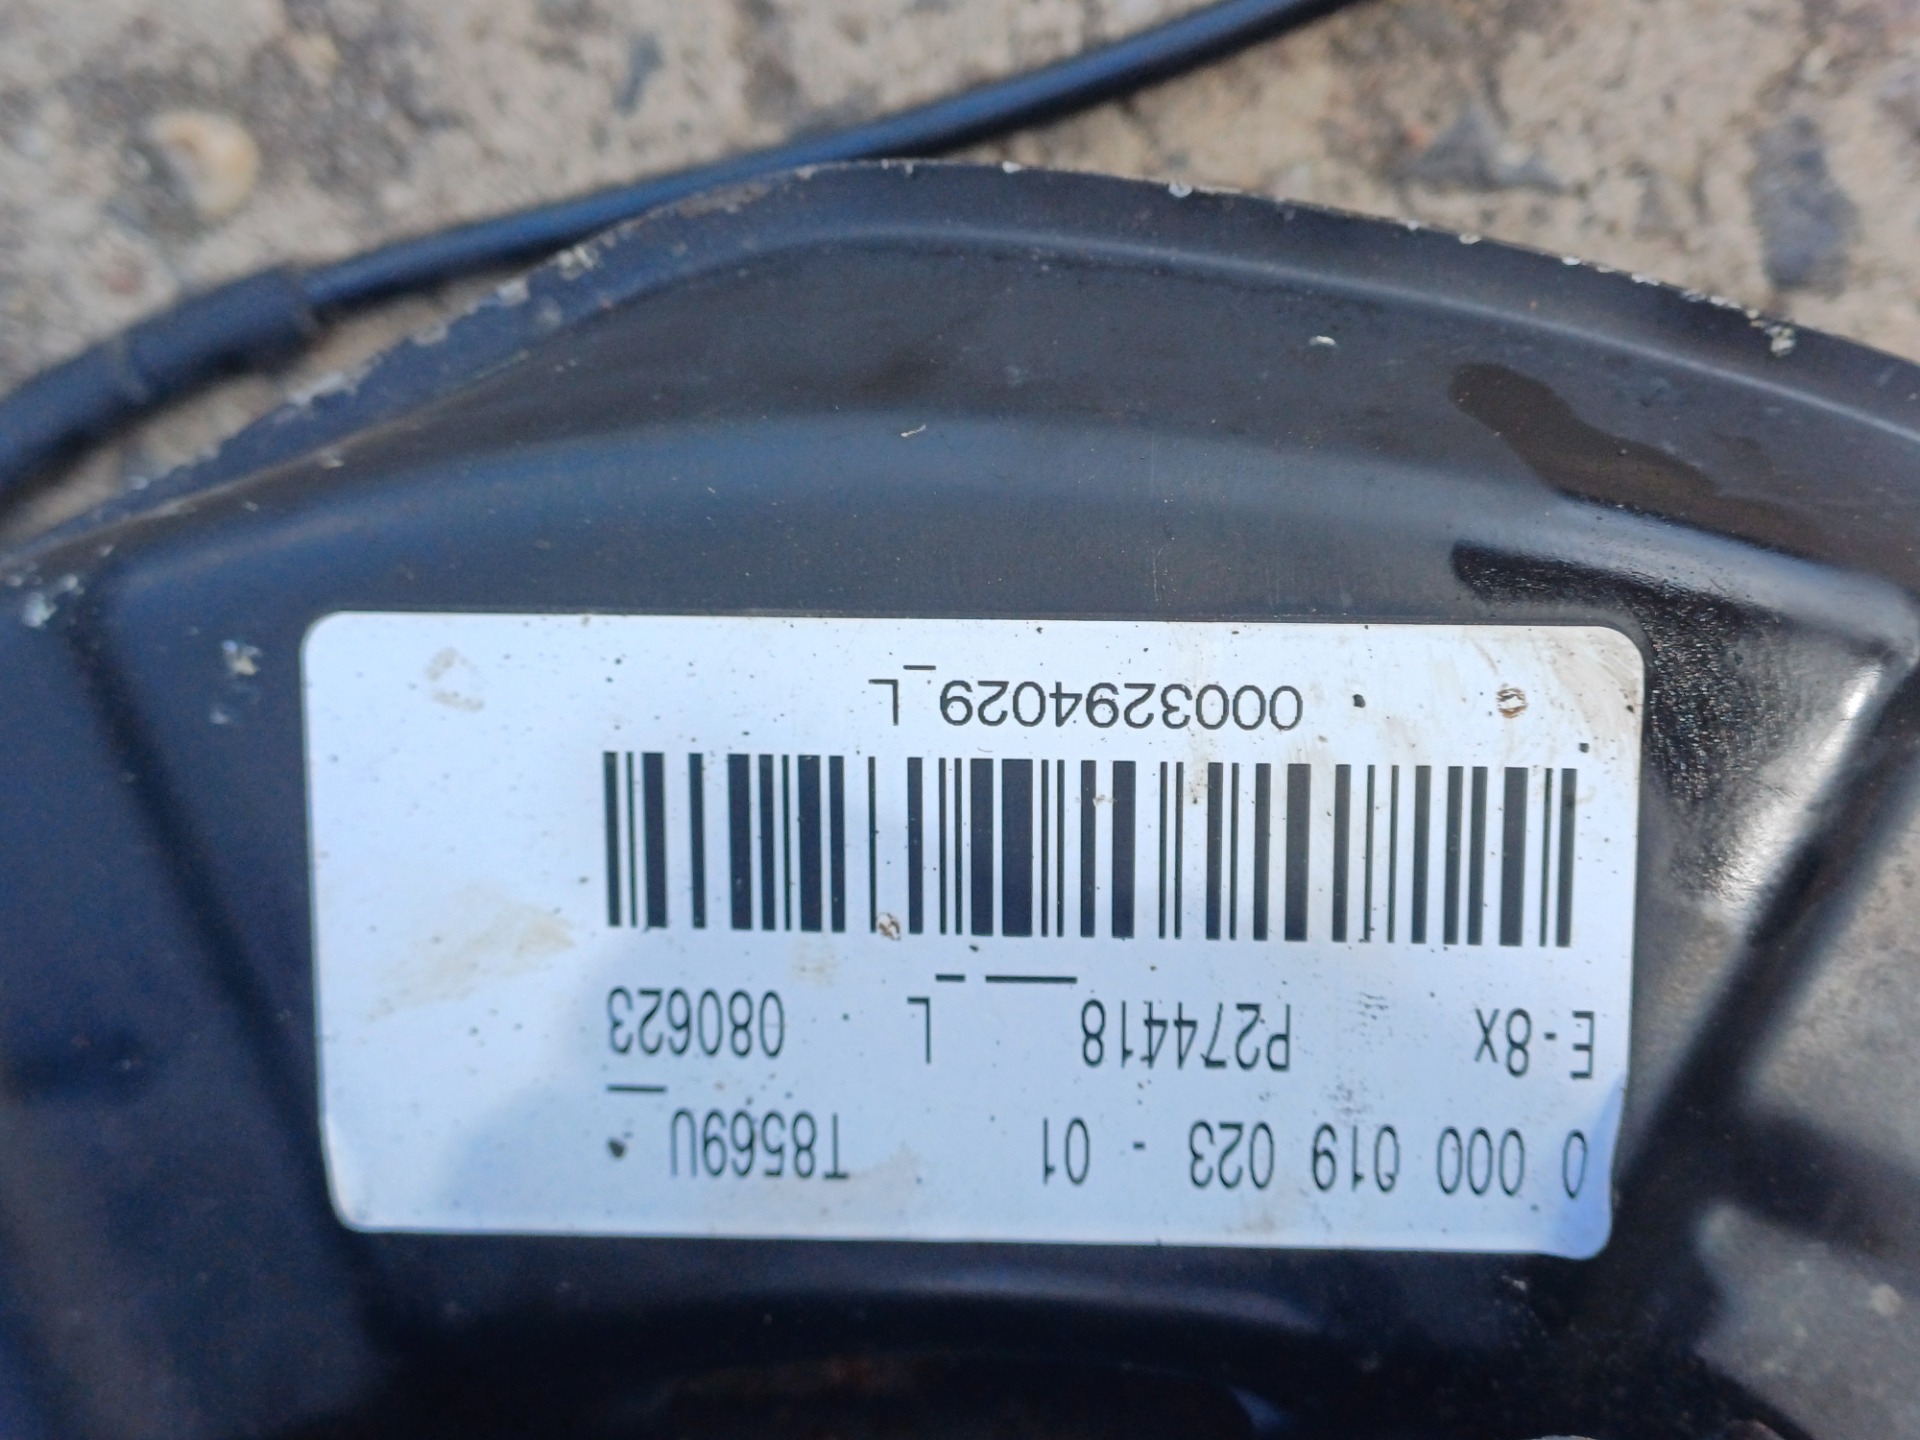 0 000 019 023 - 01 T8569U
E-8x P274418 L 080623
0003294029_L